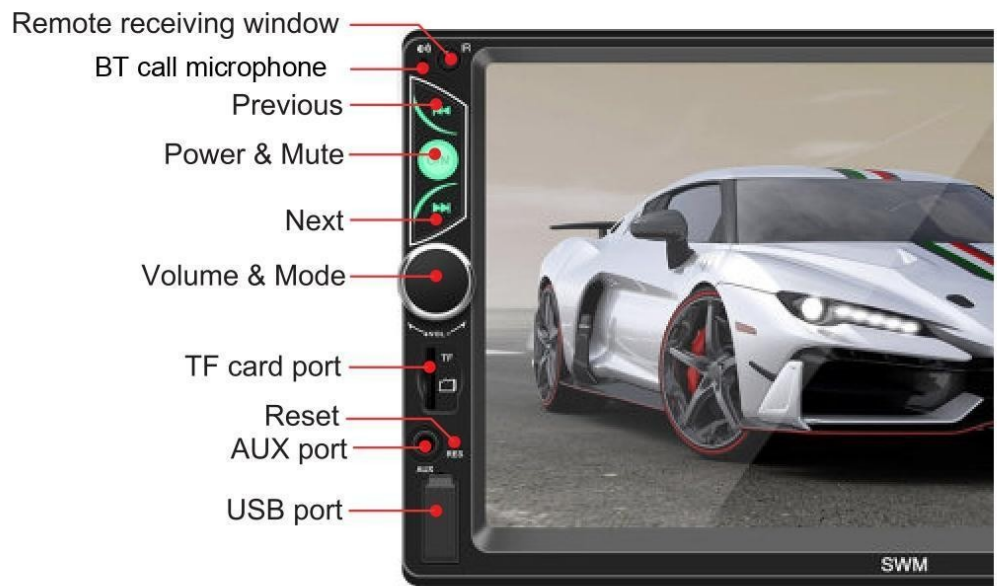 Remote receiving window
IR
BT call microphone
Previous
Power & Mute
Next
Volume & Mode
TF card port
TF
Reset
AUX port
RES
AUX
USB port
SWM